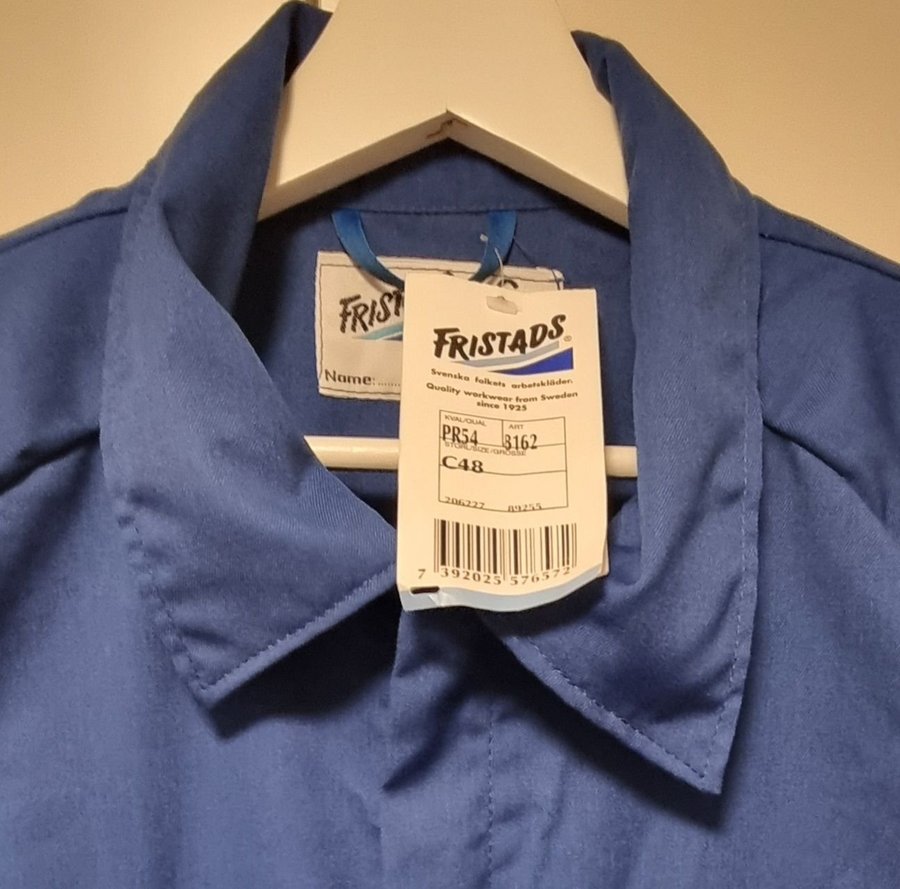 FRIST
Name:......
FRISTADS®
Svenska folkets arbetskläder.
Quality workwear from Sweden
since 1925
KVAL/QUAL ART
PR54 3162
STORL/SIZE/GRÖSSE
C48
206227 89255
7 392025 576572